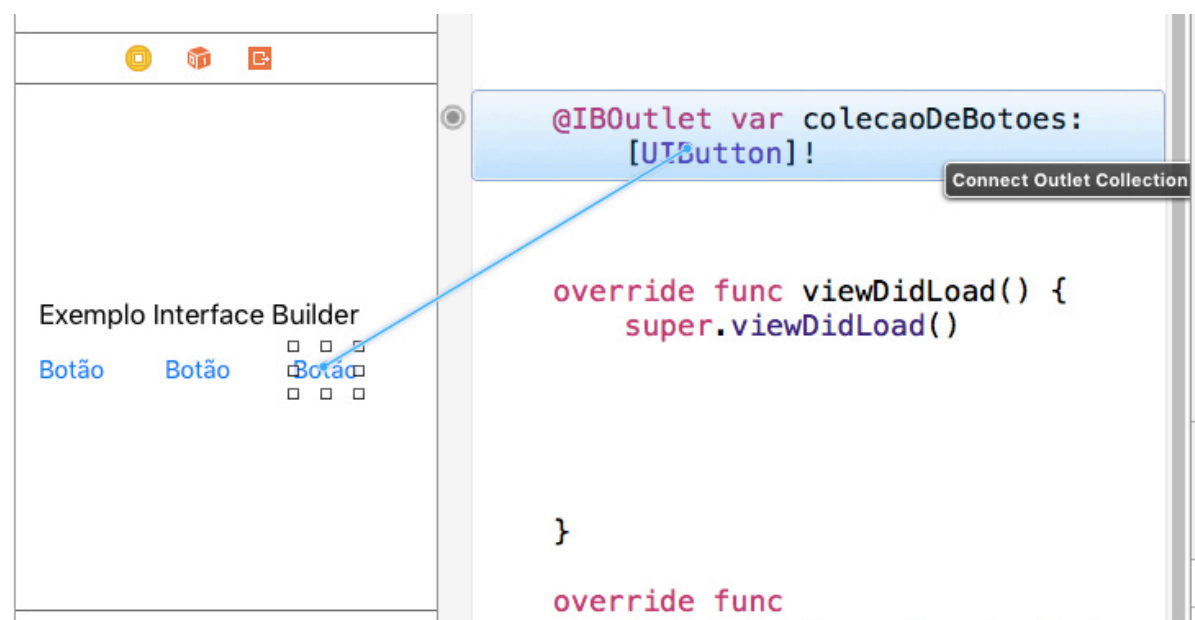 @IBOutlet var colecaoDeBotoes:
[UIButton]!
Connect Outlet Collection
override func viewDidLoad() {
super.viewDidLoad()
Exemplo Interface Builder
Botão Botão Botão
}
override func